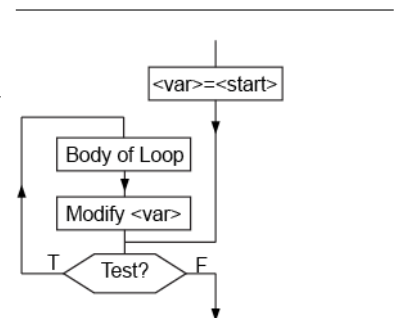 <var>=<start>
Body of Loop
Modify <var>
T
Test?
F